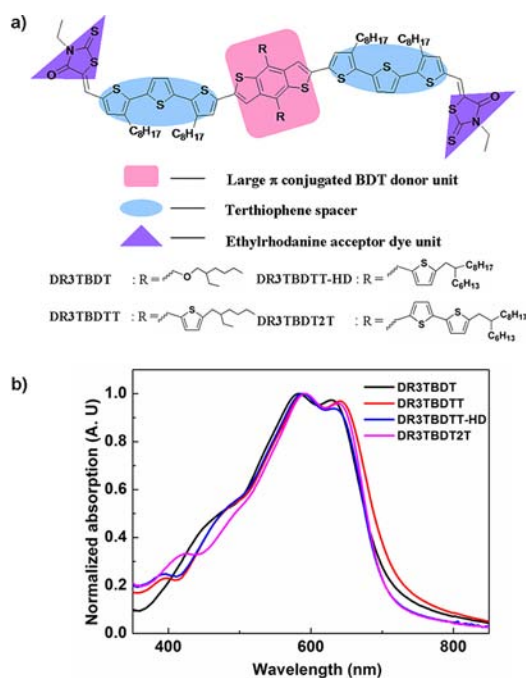 a)
R
C8H17 C8H17
S
N
O
S
S
S
S
S
S
S
S
S
S
S
O
N
S
C8H17 C8H17
R
Large π conjugated BDT donor unit
Terthiophene spacer
Ethylrhodanine acceptor dye unit
DR3TBDT : R = O
DR3TBDTT-HD : R = S C8H17
C6H13
DR3TBDTT : R = S
DR3TBDT2T : R = S S C8H17
C6H13
b)
DR3TBDT
DR3TBDTT
DR3TBDTT-HD
DR3TBDT2T
Normalized absorption (A. U)
1.0
0.8
0.6
0.4
0.2
0.0
400 600 800
Wavelength (nm)